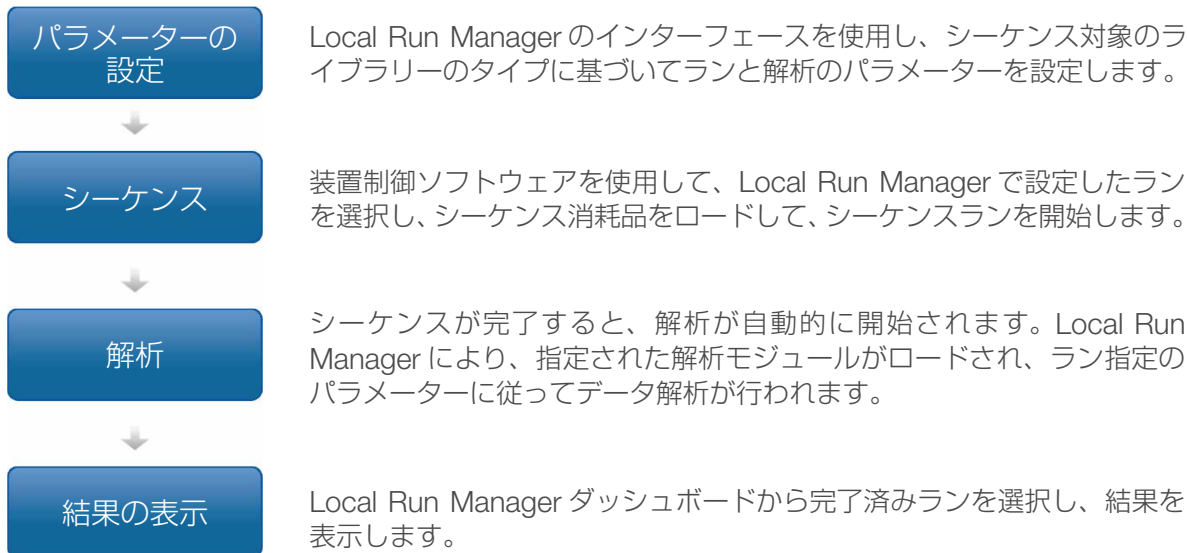 パラメーターの
設定
Local Run Manager のインターフェースを使用し、シーケンス対象のラ
イブラリーのタイプに基づいてランと解析のパラメーターを設定します。
シーケンス
装置制御ソフトウェアを使用して、Local Run Manager で設定したラン
を選択し、シーケンス消耗品をロードして、シーケンスランを開始します。
解析
シーケンスが完了すると、解析が自動的に開始されます。Local Run
Manager により、指定された解析モジュールがロードされ、ラン指定の
パラメーターに従ってデータ解析が行われます。
結果の表示
Local Run Manager ダッシュボードから完了済みランを選択し、結果を
表示します。